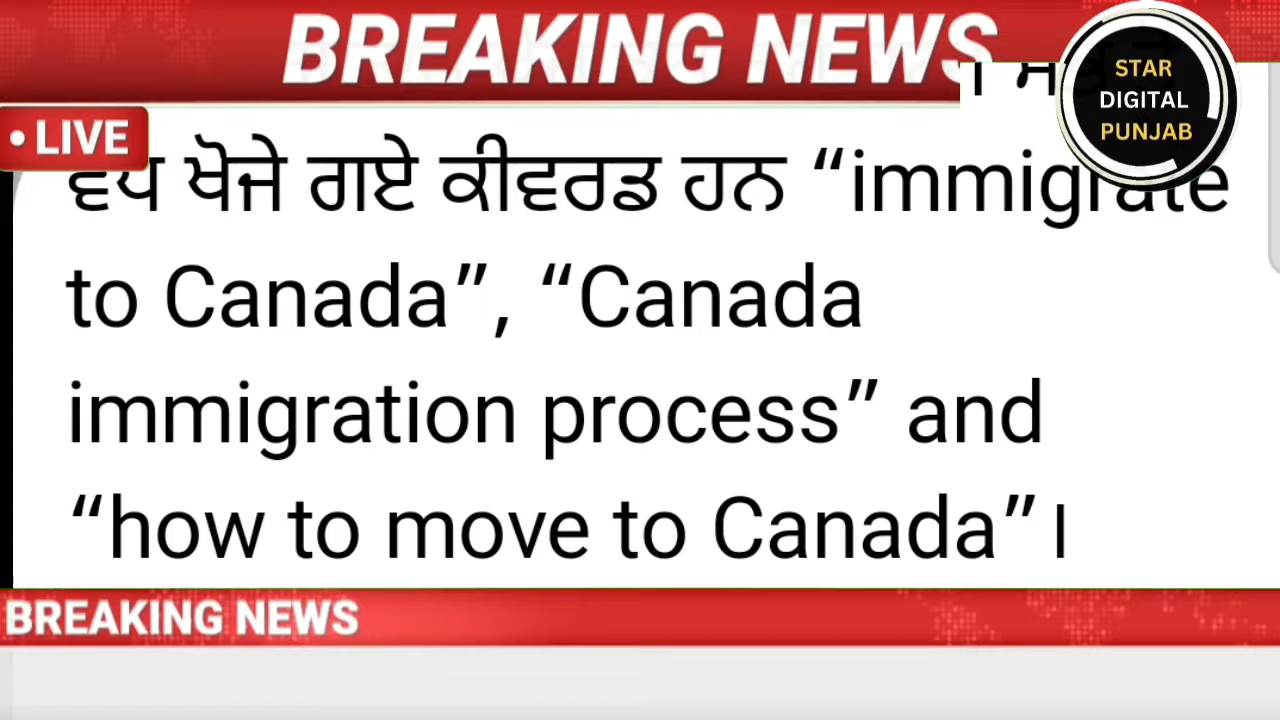 BREAKING NEWS
STAR
DIGITAL
PUNJAB
• LIVE
ਖੋਜੇ ਗਏ ਕੀਵਰਡ ਹਨ “immigrate
to Canada”, “Canada
immigration process” and
“how to move to Canada”।
BREAKING NEWS